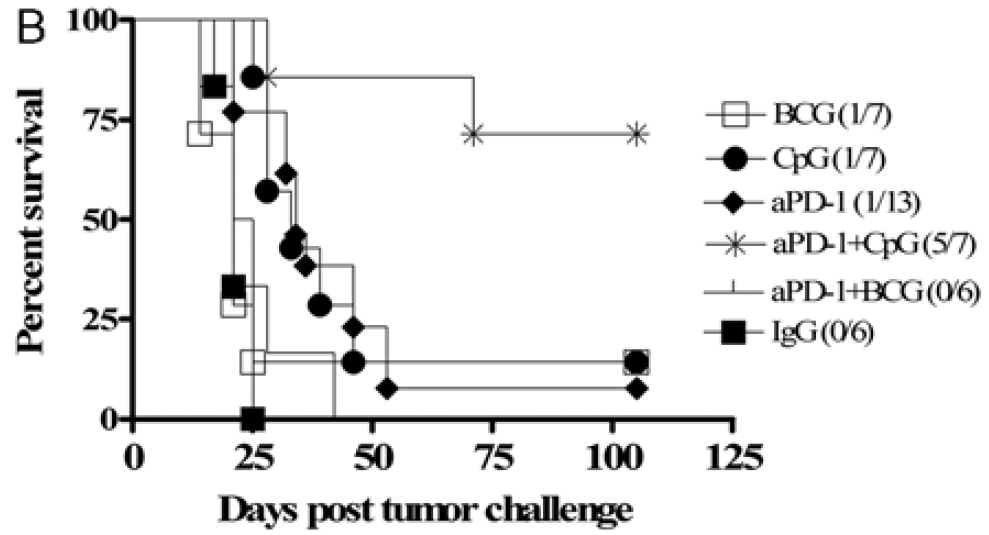 B
100
75
50
25
0
Percent survival
0 25 50 75 100 125
Days post tumor challenge
BCG (1/7)
CpG (1/7)
aPD-1 (1/13)
aPD-1+CpG (5/7)
aPD-1+BCG (0/6)
IgG (0/6)